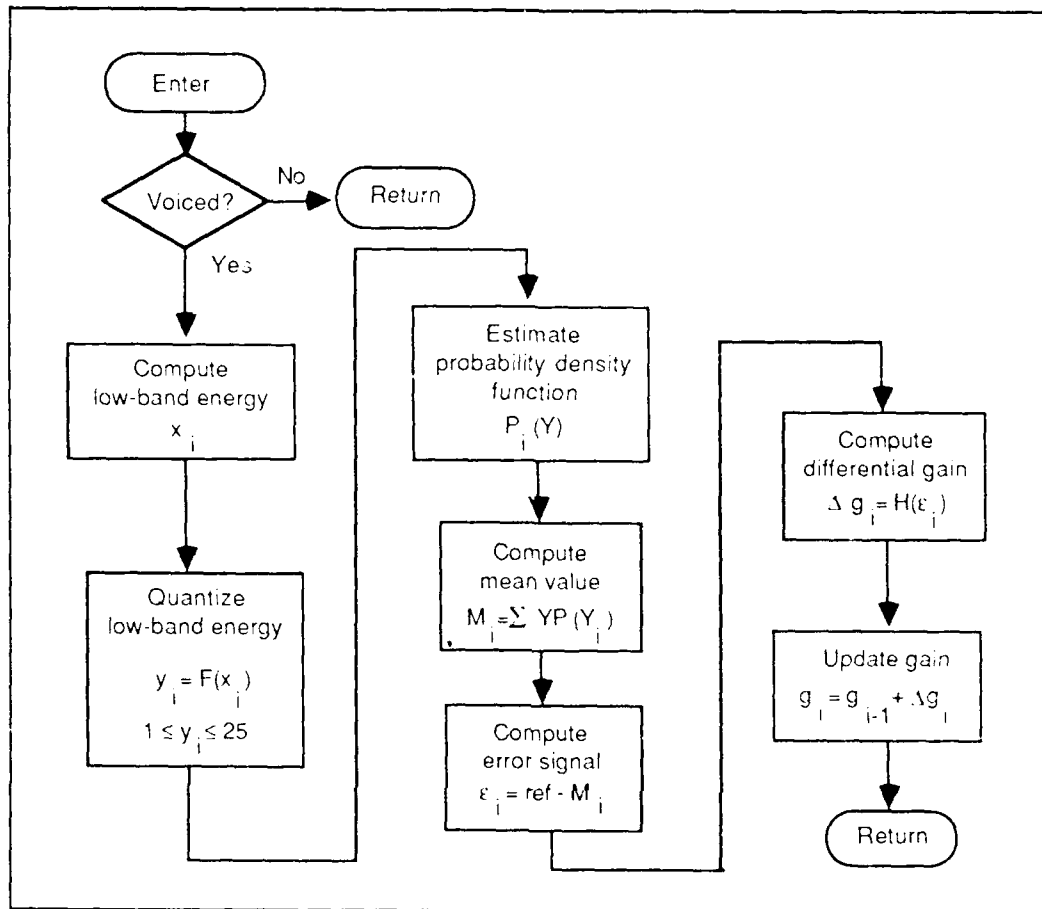 Enter
Voiced?
No
Return
Yes
Compute
low-band energy
x i
Quantize
low-band energy
y i = F(x i)
1 ≤ y i ≤ 25
Estimate
probability density
function
P i (Y)
Compute
mean value
M i = Σ YP (Y i)
Compute
error signal
ε i = ref - M i
Compute
differential gain
Δ g i = H(ε i)
Update gain
g i = g i-1 + Δg i
Return